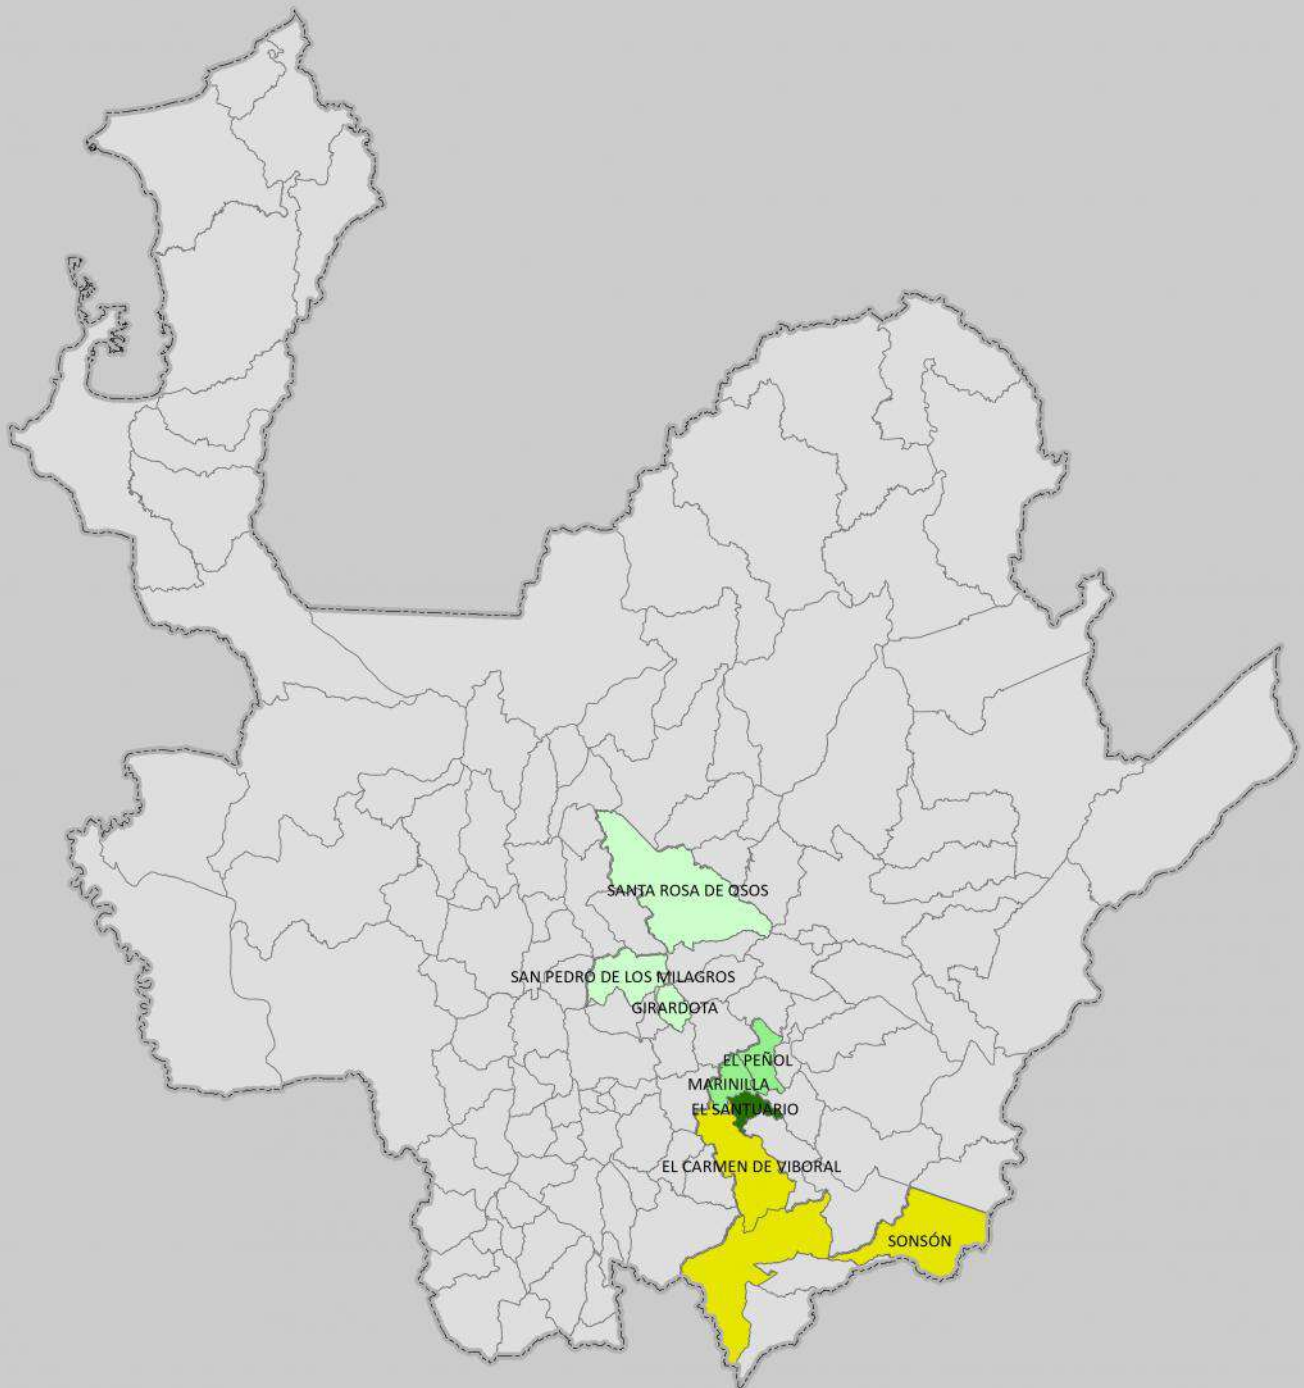 SANTA ROSA DE OSOS
SAN PEDRO DE LOS MILAGROS
GIRARDOTA
EL PEÑOL
MARINILLA
EL SANTUARIO
EL CARMEN DE VIBORAL
SONSÓN